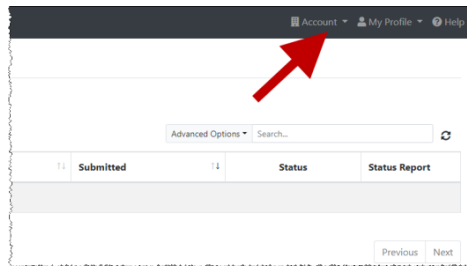 Account My Profile Help
Advanced Options Search...
Submitted Status Status Report
Previous Next